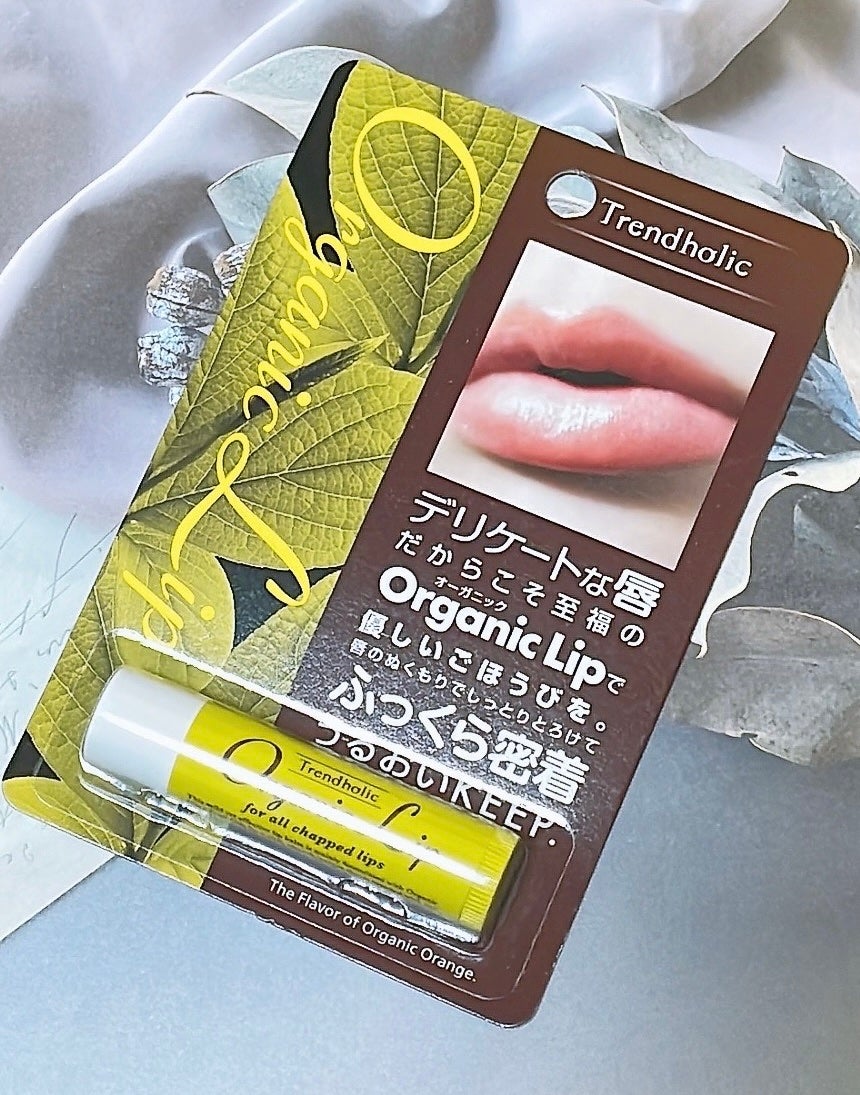 Organic Lip
Trendholic
デリケートな唇
だからこそ至福の
オーガニック
Organic Lipで
優しいごほうびを。
唇のぬくもりでしっとりとろけて
ふっくら密着
うるおいKEEP.
Trendholic
Organic Lip
for all chapped lips
The Flavor of Organic Orange.